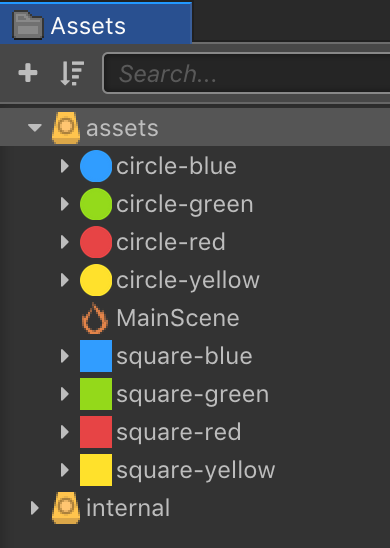 Assets
Search...
assets
circle-blue
circle-green
circle-red
circle-yellow
MainScene
square-blue
square-green
square-red
square-yellow
internal